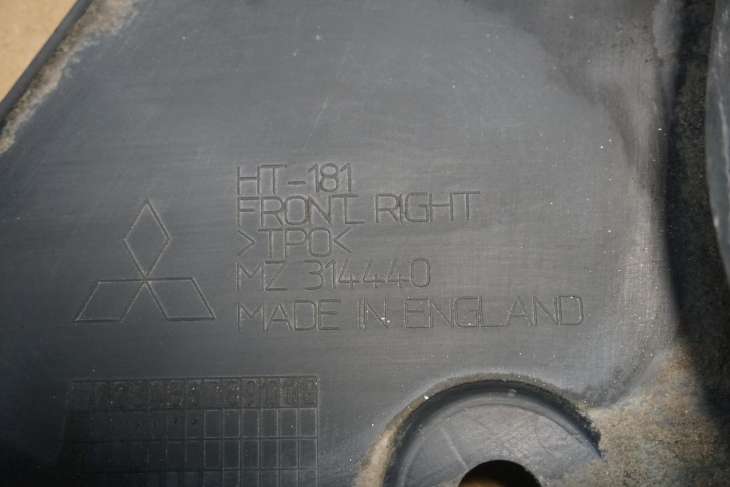 HT-181
FRONT RIGHT
>TPO<
MZ 314440
MADE IN ENGLAND